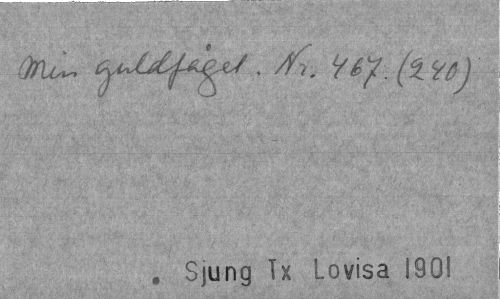 Min guldfågel. Nr. 467. (240)
. Sjung Tx Lovisa 1901